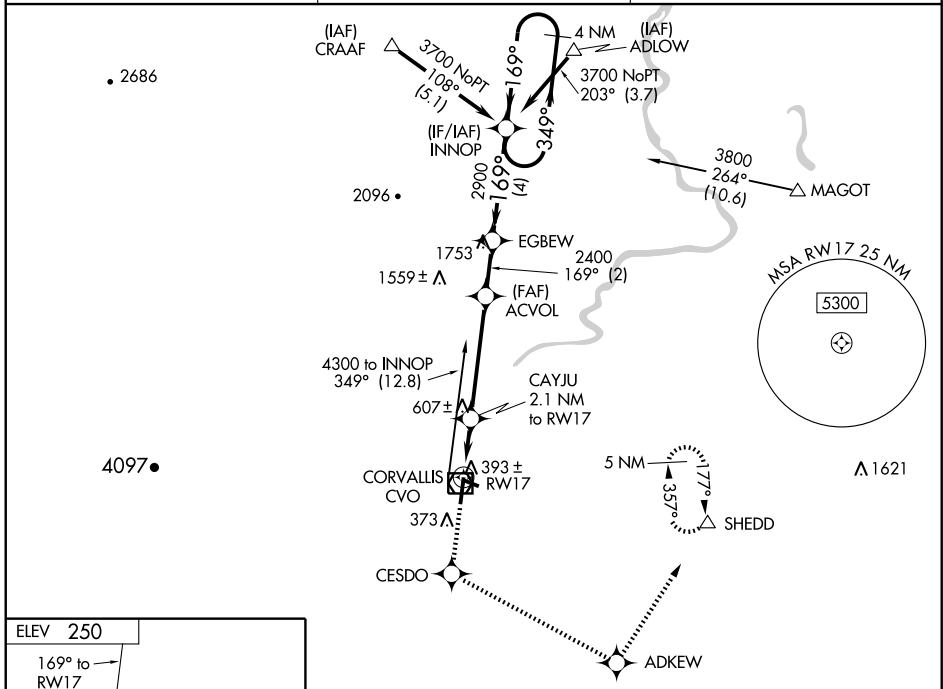 (IAF)
CRAAF
3700 NoPT
108°
(5.1)
2686
169°
4 NM
(IAF)
ADLOW
3700 NoPT
203° (3.7)
349°
(IF/IAF)
INNOP
2900
169°
(4)
3800
264°
(10.6)
MAGOT
2096
EGBEW
1753
2400
169° (2)
1559 ±
(FAF)
ACVOL
MSA RW17 25 NM
5300
4300 to INNOP
349° (12.8)
CAYJU
2.1 NM
to RW17
607 ±
4097
CORVALLIS
CVO
393 ±
RW17
373
5 NM
177°
357°
1621
SHEDD
CESDO
ADKEW
ELEV 250
169° to
RW17